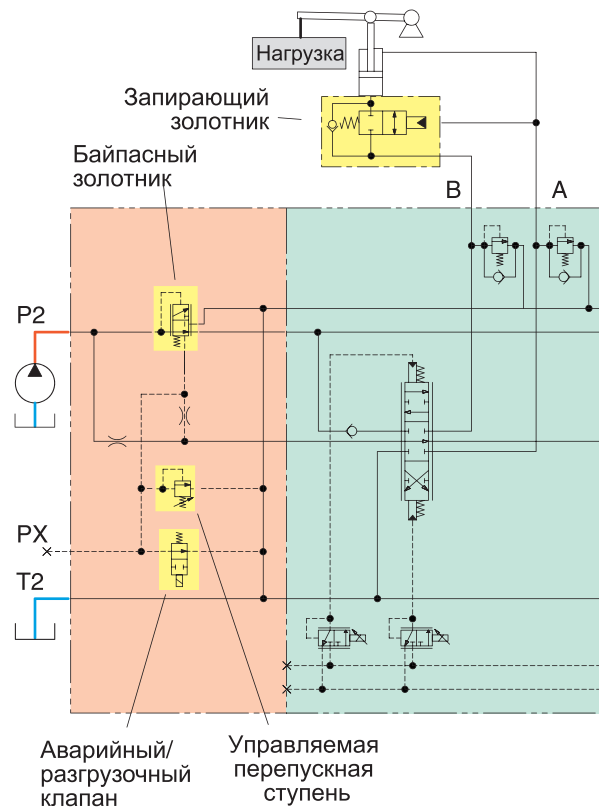 Нагрузка
Запирающий
золотник
Байпасный
золотник
B
A
P2
PX
T2
Аварийный/
разгрузочный
клапан
Управляемая
перепускная
ступень